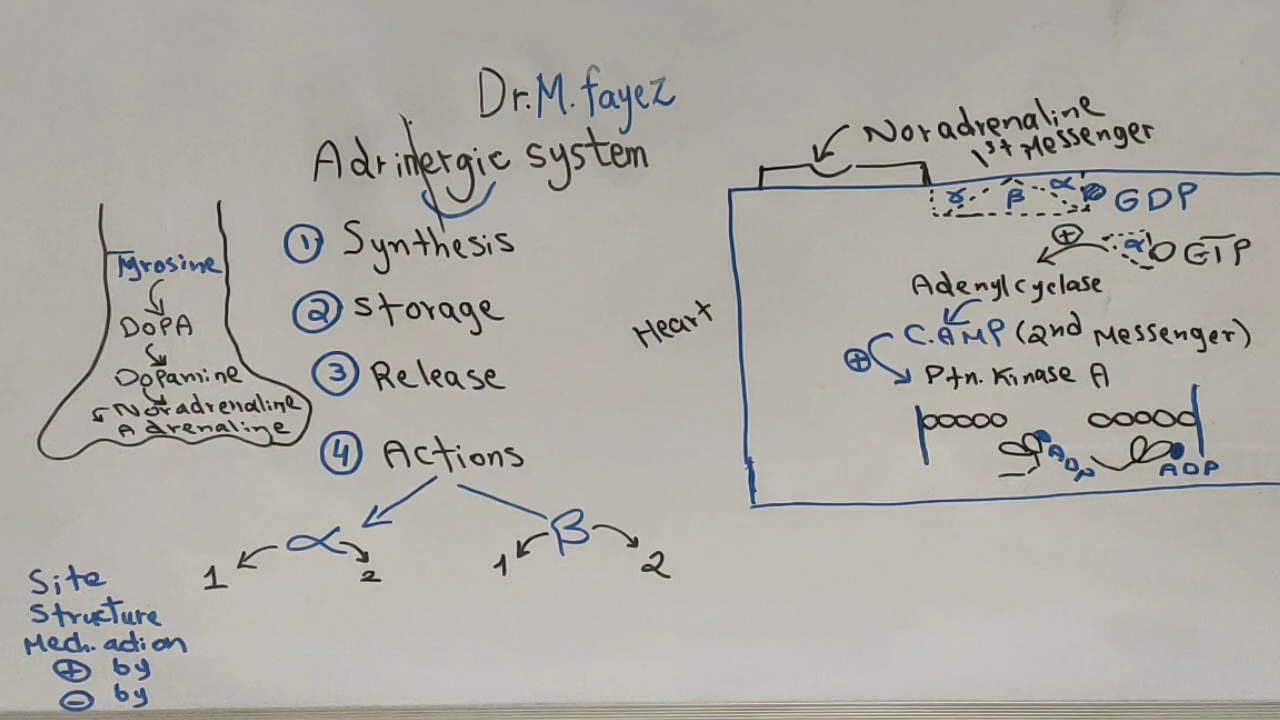 Dr. M. fayez
Adrinergic system
① Synthesis
② Storage
③ Release
④ Actions
α
β
1
2
1
2
Tyrosine
DOPA
Dopamine
Noradrenaline
Adrenaline
Site
Structure
Mech. action
⊕ by
⊖ by
Heart
Noradrenaline
1st Messenger
γ β α GDP
⊕ α GTP
Adenylcyclase
C.AMP (2nd Messenger)
⊕
Ptn. Kinase A
ADP
ADP